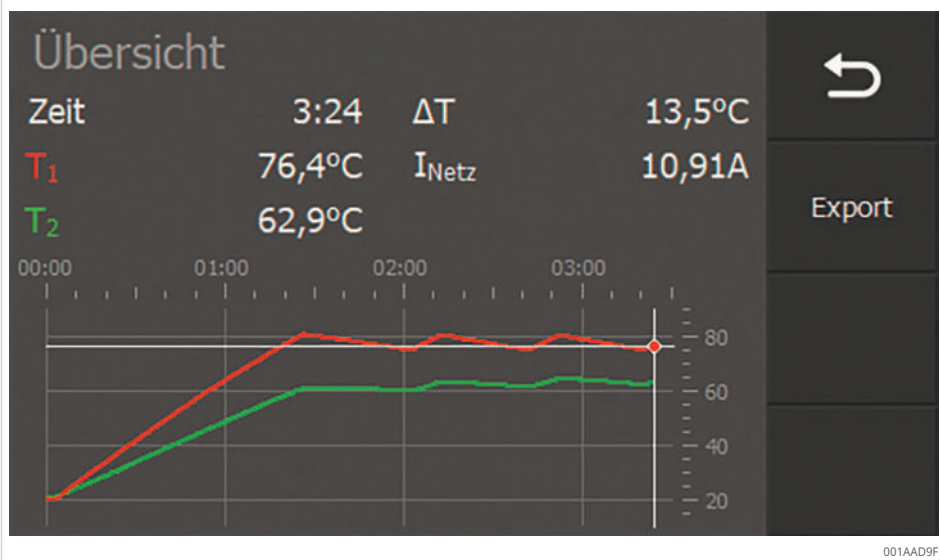 Übersicht
Zeit 3:24 ΔT 13,5°C
T₁ 76,4°C I_Netz 10,91A
T₂ 62,9°C
Export
00:00 01:00 02:00 03:00
80
60
40
20
001AAD9F